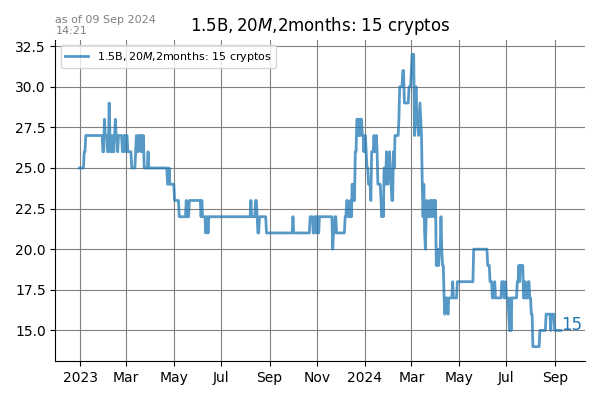 as of 09 Sep 2024
14:21
1.5B, 20M,2months: 15 cryptos
1.5B, 20M,2months: 15 cryptos
32.5
30.0
27.5
25.0
22.5
20.0
17.5
15.0
15
2023 Mar May Jul Sep Nov 2024 Mar May Jul Sep